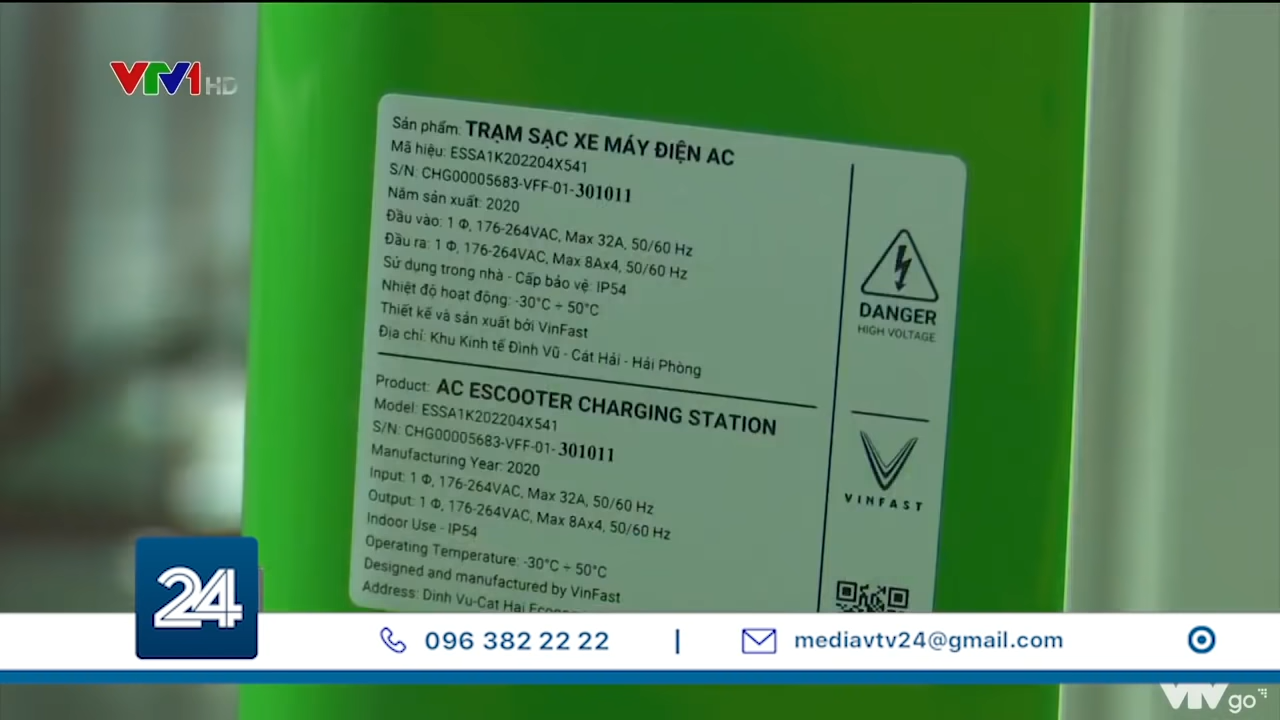 VTV1 HD
Sản phẩm: TRẠM SẠC XE MÁY ĐIỆN AC
Mã hiệu: ESSA1K202204X541
S/N: CHG00005683-VFF-01-301011
Năm sản xuất: 2020
Đầu vào: 1 Φ, 176-264VAC, Max 32A, 50/60 Hz
Đầu ra: 1 Φ, 176-264VAC, Max 8Ax4, 50/60 Hz
Sử dụng trong nhà - Cấp bảo vệ: IP54
Nhiệt độ hoạt động: -30°C ÷ 50°C
Thiết kế và sản xuất bởi VinFast
Địa chỉ: Khu Kinh tế Đình Vũ - Cát Hải - Hải Phòng
Product: AC ESCOOTER CHARGING STATION
Model: ESSA1K202204X541
S/N: CHG00005683-VFF-01-301011
Manufacturing Year: 2020
Input: 1 Φ, 176-264VAC, Max 32A, 50/60 Hz
Output: 1 Φ, 176-264VAC, Max 8Ax4, 50/60 Hz
Indoor Use - IP54
Operating Temperature: -30°C ÷ 50°C
Designed and manufactured by VinFast
Address: Dinh Vu-Cat Hai
DANGER
HIGH VOLTAGE
VINFAST
24
096 382 22 22 | mediavtv24@gmail.com
VTV go